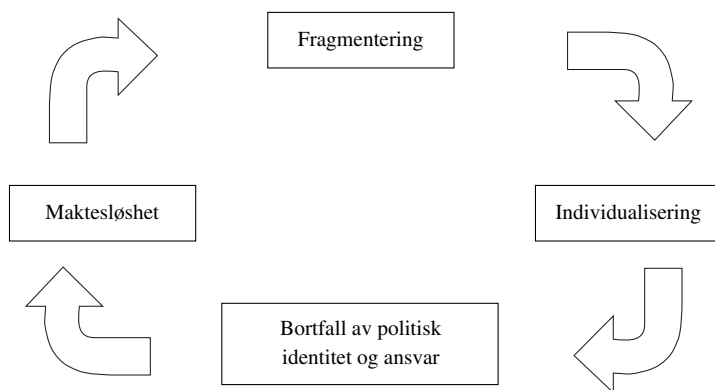 Fragmentering
Maktesløshet
Individualisering
Bortfall av politisk
identitet og ansvar